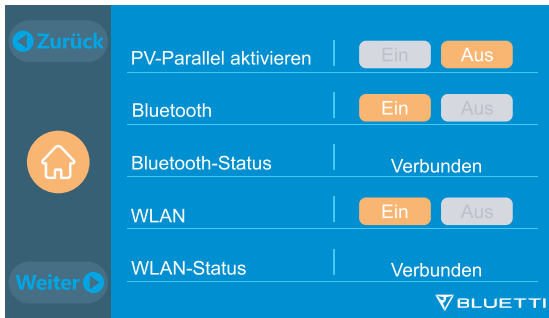 Zurück
PV-Parallel aktivieren Ein Aus
Bluetooth Ein Aus
Bluetooth-Status Verbunden
WLAN Ein Aus
WLAN-Status Verbunden
Weiter
BLUETTI